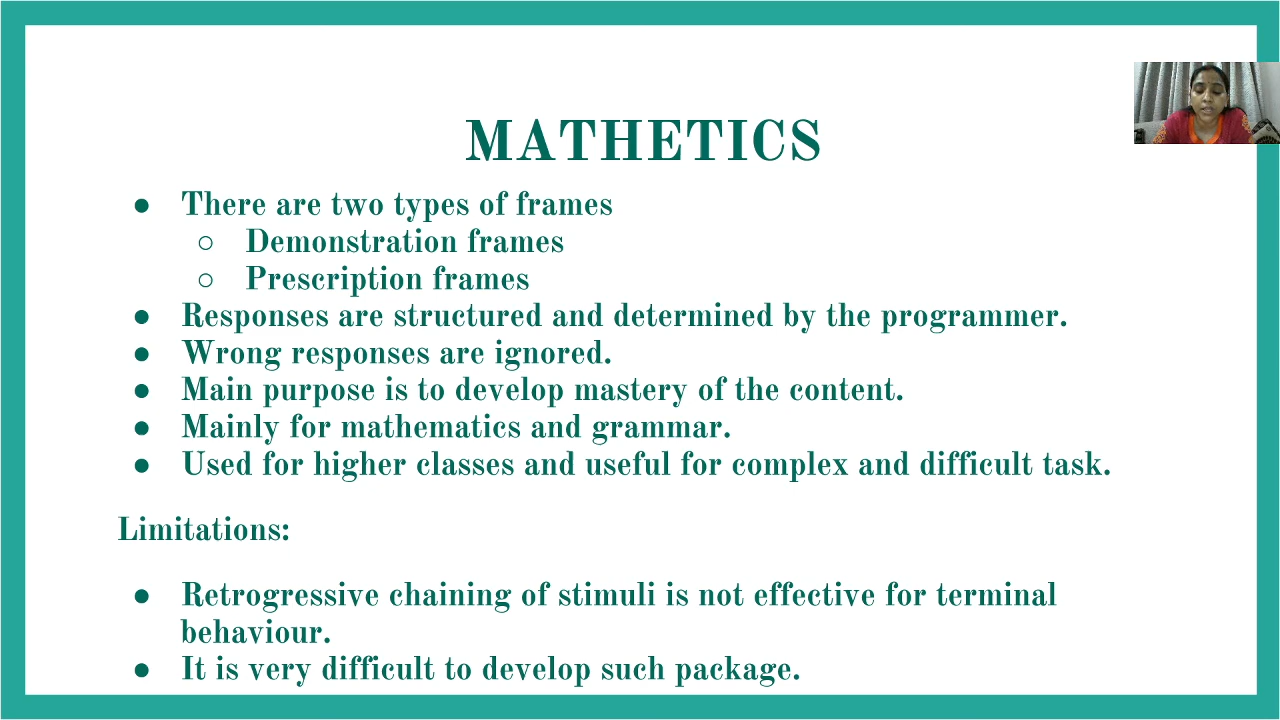 MATHETICS
● There are two types of frames
○ Demonstration frames
○ Prescription frames
● Responses are structured and determined by the programmer.
● Wrong responses are ignored.
● Main purpose is to develop mastery of the content.
● Mainly for mathematics and grammar.
● Used for higher classes and useful for complex and difficult task.
Limitations:
● Retrogressive chaining of stimuli is not effective for terminal
behaviour.
● It is very difficult to develop such package.